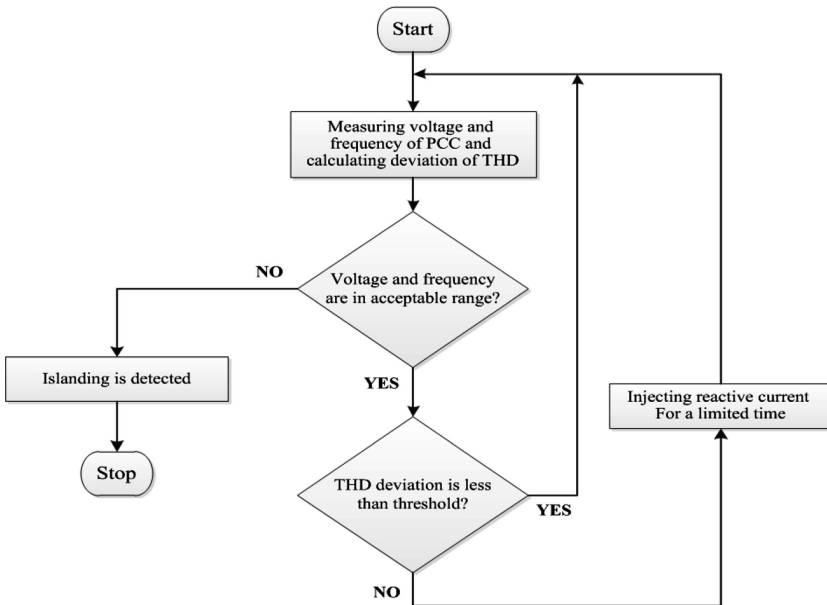 Start
Measuring voltage and
frequency of PCC and
calculating deviation of THD
NO
Voltage and frequency
are in acceptable range?
YES
Islanding is detected
Injecting reactive current
For a limited time
Stop
THD deviation is less
than threshold?
YES
NO